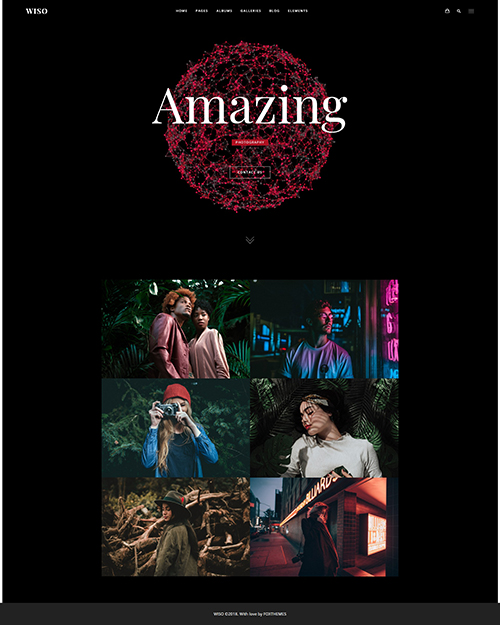 WISO
HOME PAGES ALBUMS GALLERIES BLOG ELEMENTS
Amazing
PHOTOGRAPHY
CONTACT US!
WISO ©2018. With love by FOXTHEMES